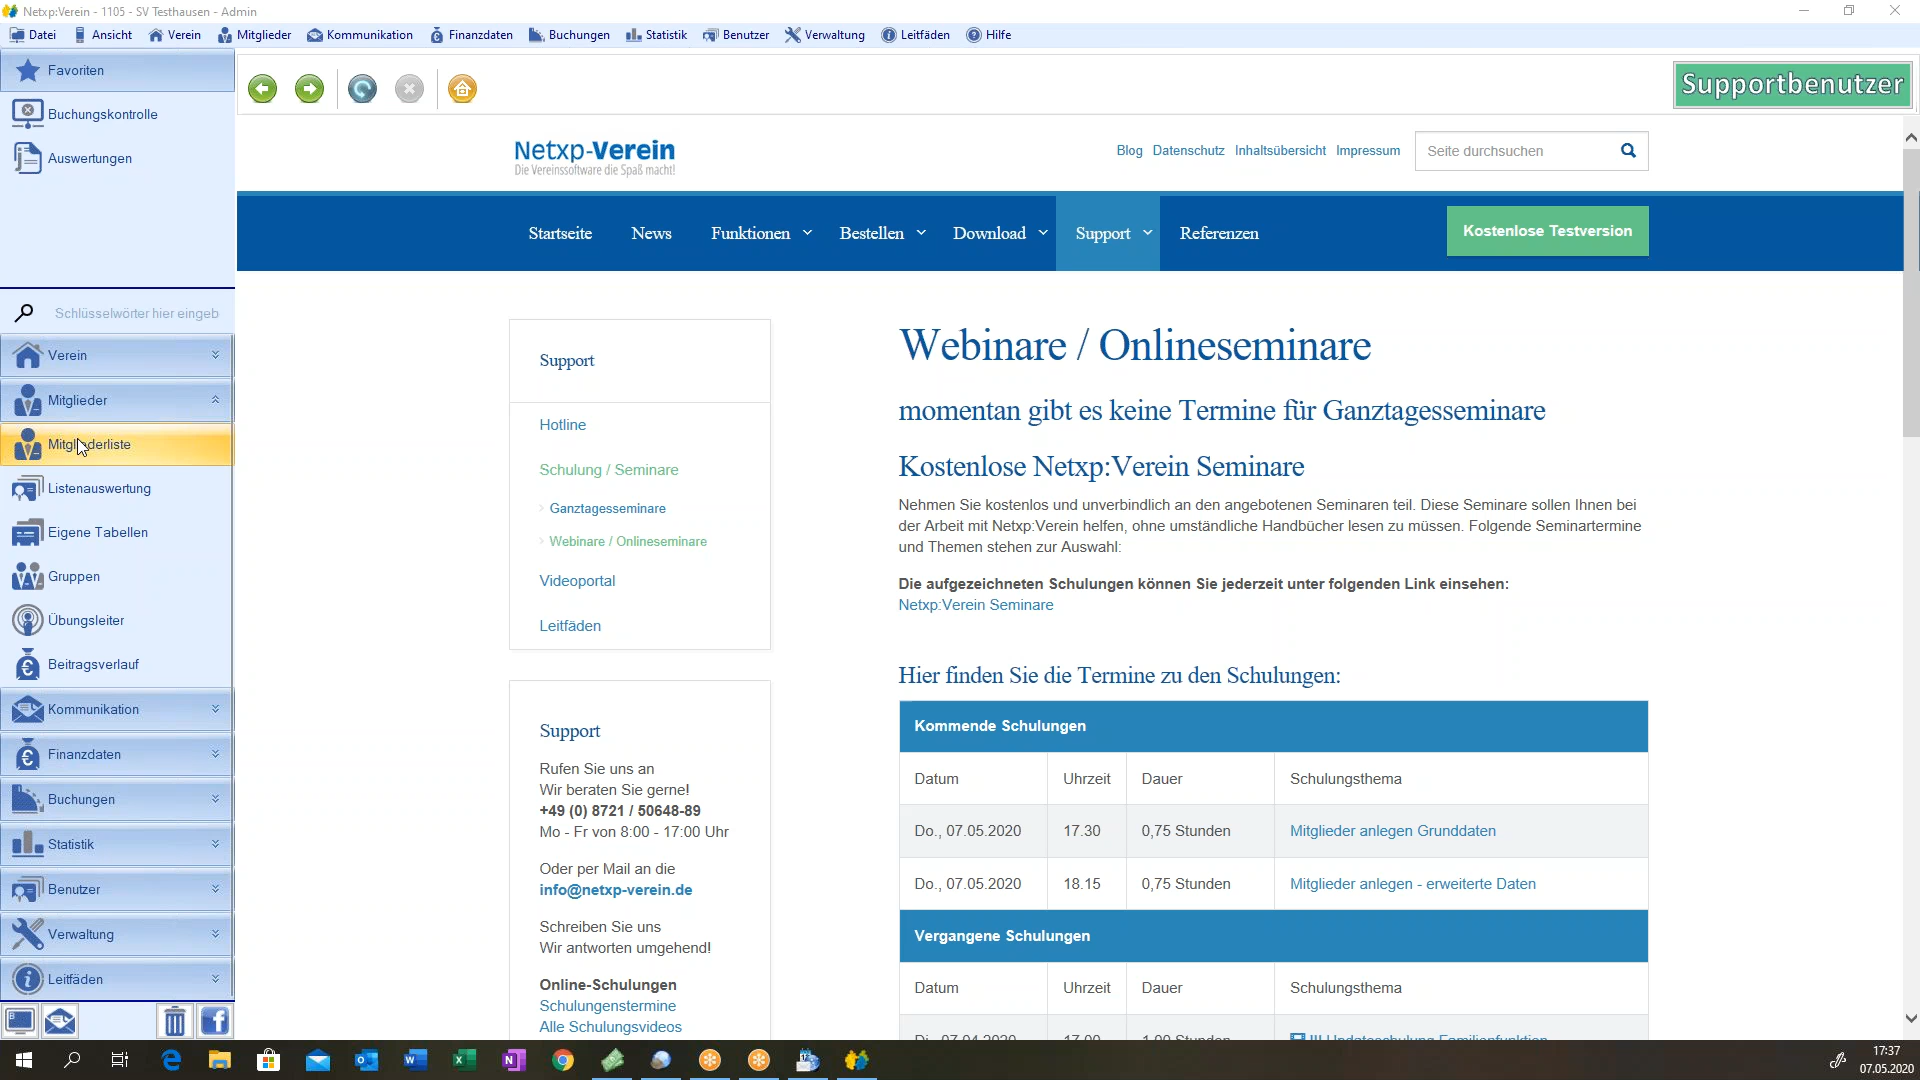 Netxp:Verein - 1105 - SV Testhausen - Admin
Datei Ansicht Verein Mitglieder Kommunikation Finanzdaten Buchungen Statistik Benutzer Verwaltung Leitfäden Hilfe
Favoriten
Buchungskontrolle
Auswertungen
Schlüsselwörter hier eingeb
Verein
Mitglieder
Mitgliederliste
Listenauswertung
Eigene Tabellen
Gruppen
Übungsleiter
Beitragsverlauf
Kommunikation
Finanzdaten
Buchungen
Statistik
Benutzer
Verwaltung
Leitfäden
Supportbenutzer
Netxp-Verein
Die Vereinssoftware die Spaß macht!
Blog Datenschutz Inhaltsübersicht Impressum
Seite durchsuchen
Startseite News Funktionen Bestellen Download Support Referenzen
Kostenlose Testversion
Support
Hotline
Schulung / Seminare
Ganztagesseminare
Webinare / Onlineseminare
Videoportal
Leitfäden
Support
Rufen Sie uns an
Wir beraten Sie gerne!
+49 (0) 8721 / 50648-89
Mo - Fr von 8:00 - 17:00 Uhr
Oder per Mail an die
info@netxp-verein.de
Schreiben Sie uns
Wir antworten umgehend!
Online-Schulungen
Schulungenstermine
Alle Schulungsvideos
Webinare / Onlineseminare
momentan gibt es keine Termine für Ganztagesseminare
Kostenlose Netxp:Verein Seminare
Nehmen Sie kostenlos und unverbindlich an den angebotenen Seminaren teil. Diese Seminare sollen Ihnen bei
der Arbeit mit Netxp:Verein helfen, ohne umständliche Handbücher lesen zu müssen. Folgende Seminartermine
und Themen stehen zur Auswahl:
Die aufgezeichneten Schulungen können Sie jederzeit unter folgenden Link einsehen:
Netxp:Verein Seminare
Hier finden Sie die Termine zu den Schulungen:
Kommende Schulungen
Datum Uhrzeit Dauer Schulungsthema
Do., 07.05.2020 17.30 0,75 Stunden Mitglieder anlegen Grunddaten
Do., 07.05.2020 18.15 0,75 Stunden Mitglieder anlegen - erweiterte Daten
Vergangene Schulungen
Datum Uhrzeit Dauer Schulungsthema
17:37
07.05.2020